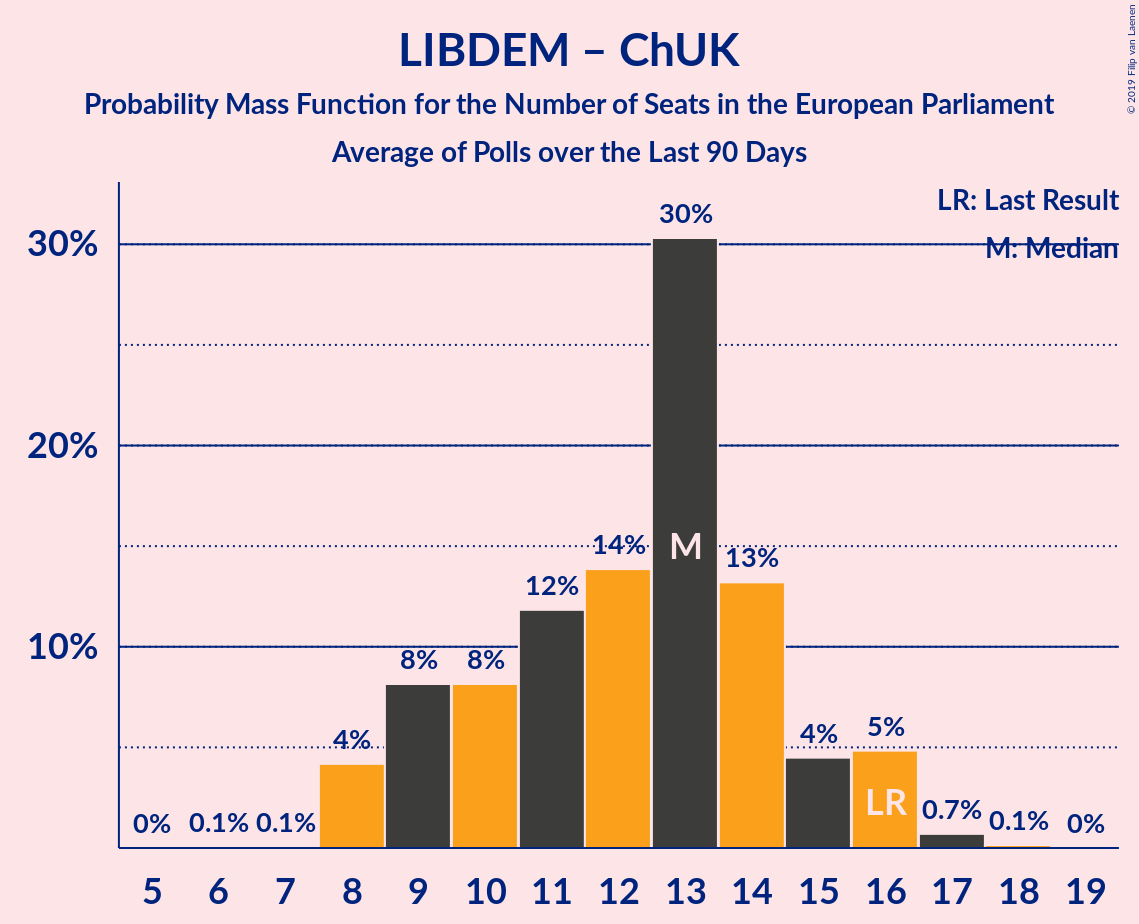 LIBDEM – ChUK
Probability Mass Function for the Number of Seats in the European Parliament
Average of Polls over the Last 90 Days
© 2019 Filip van Laenen
LR: Last Result
M: Median
30%
20%
10%
0%
0.1%
0.1%
4%
8%
8%
12%
14%
30%
M
13%
4%
5%
LR
0.7%
0.1%
0%
5 6 7 8 9 10 11 12 13 14 15 16 17 18 19